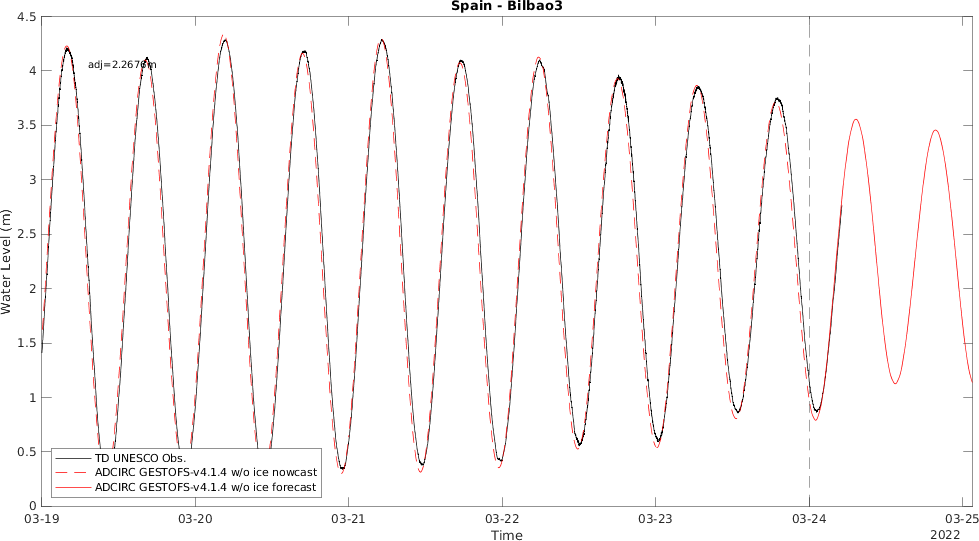 Spain - Bilbao3
4.5
4
3.5
3
2.5
2
1.5
1
0.5
0
Water Level (m)
adj=2.2676m
TD UNESCO Obs.
ADCIRC GESTOFS-v4.1.4 w/o ice nowcast
ADCIRC GESTOFS-v4.1.4 w/o ice forecast
03-19 03-20 03-21 03-22 03-23 03-24 03-25
Time
2022